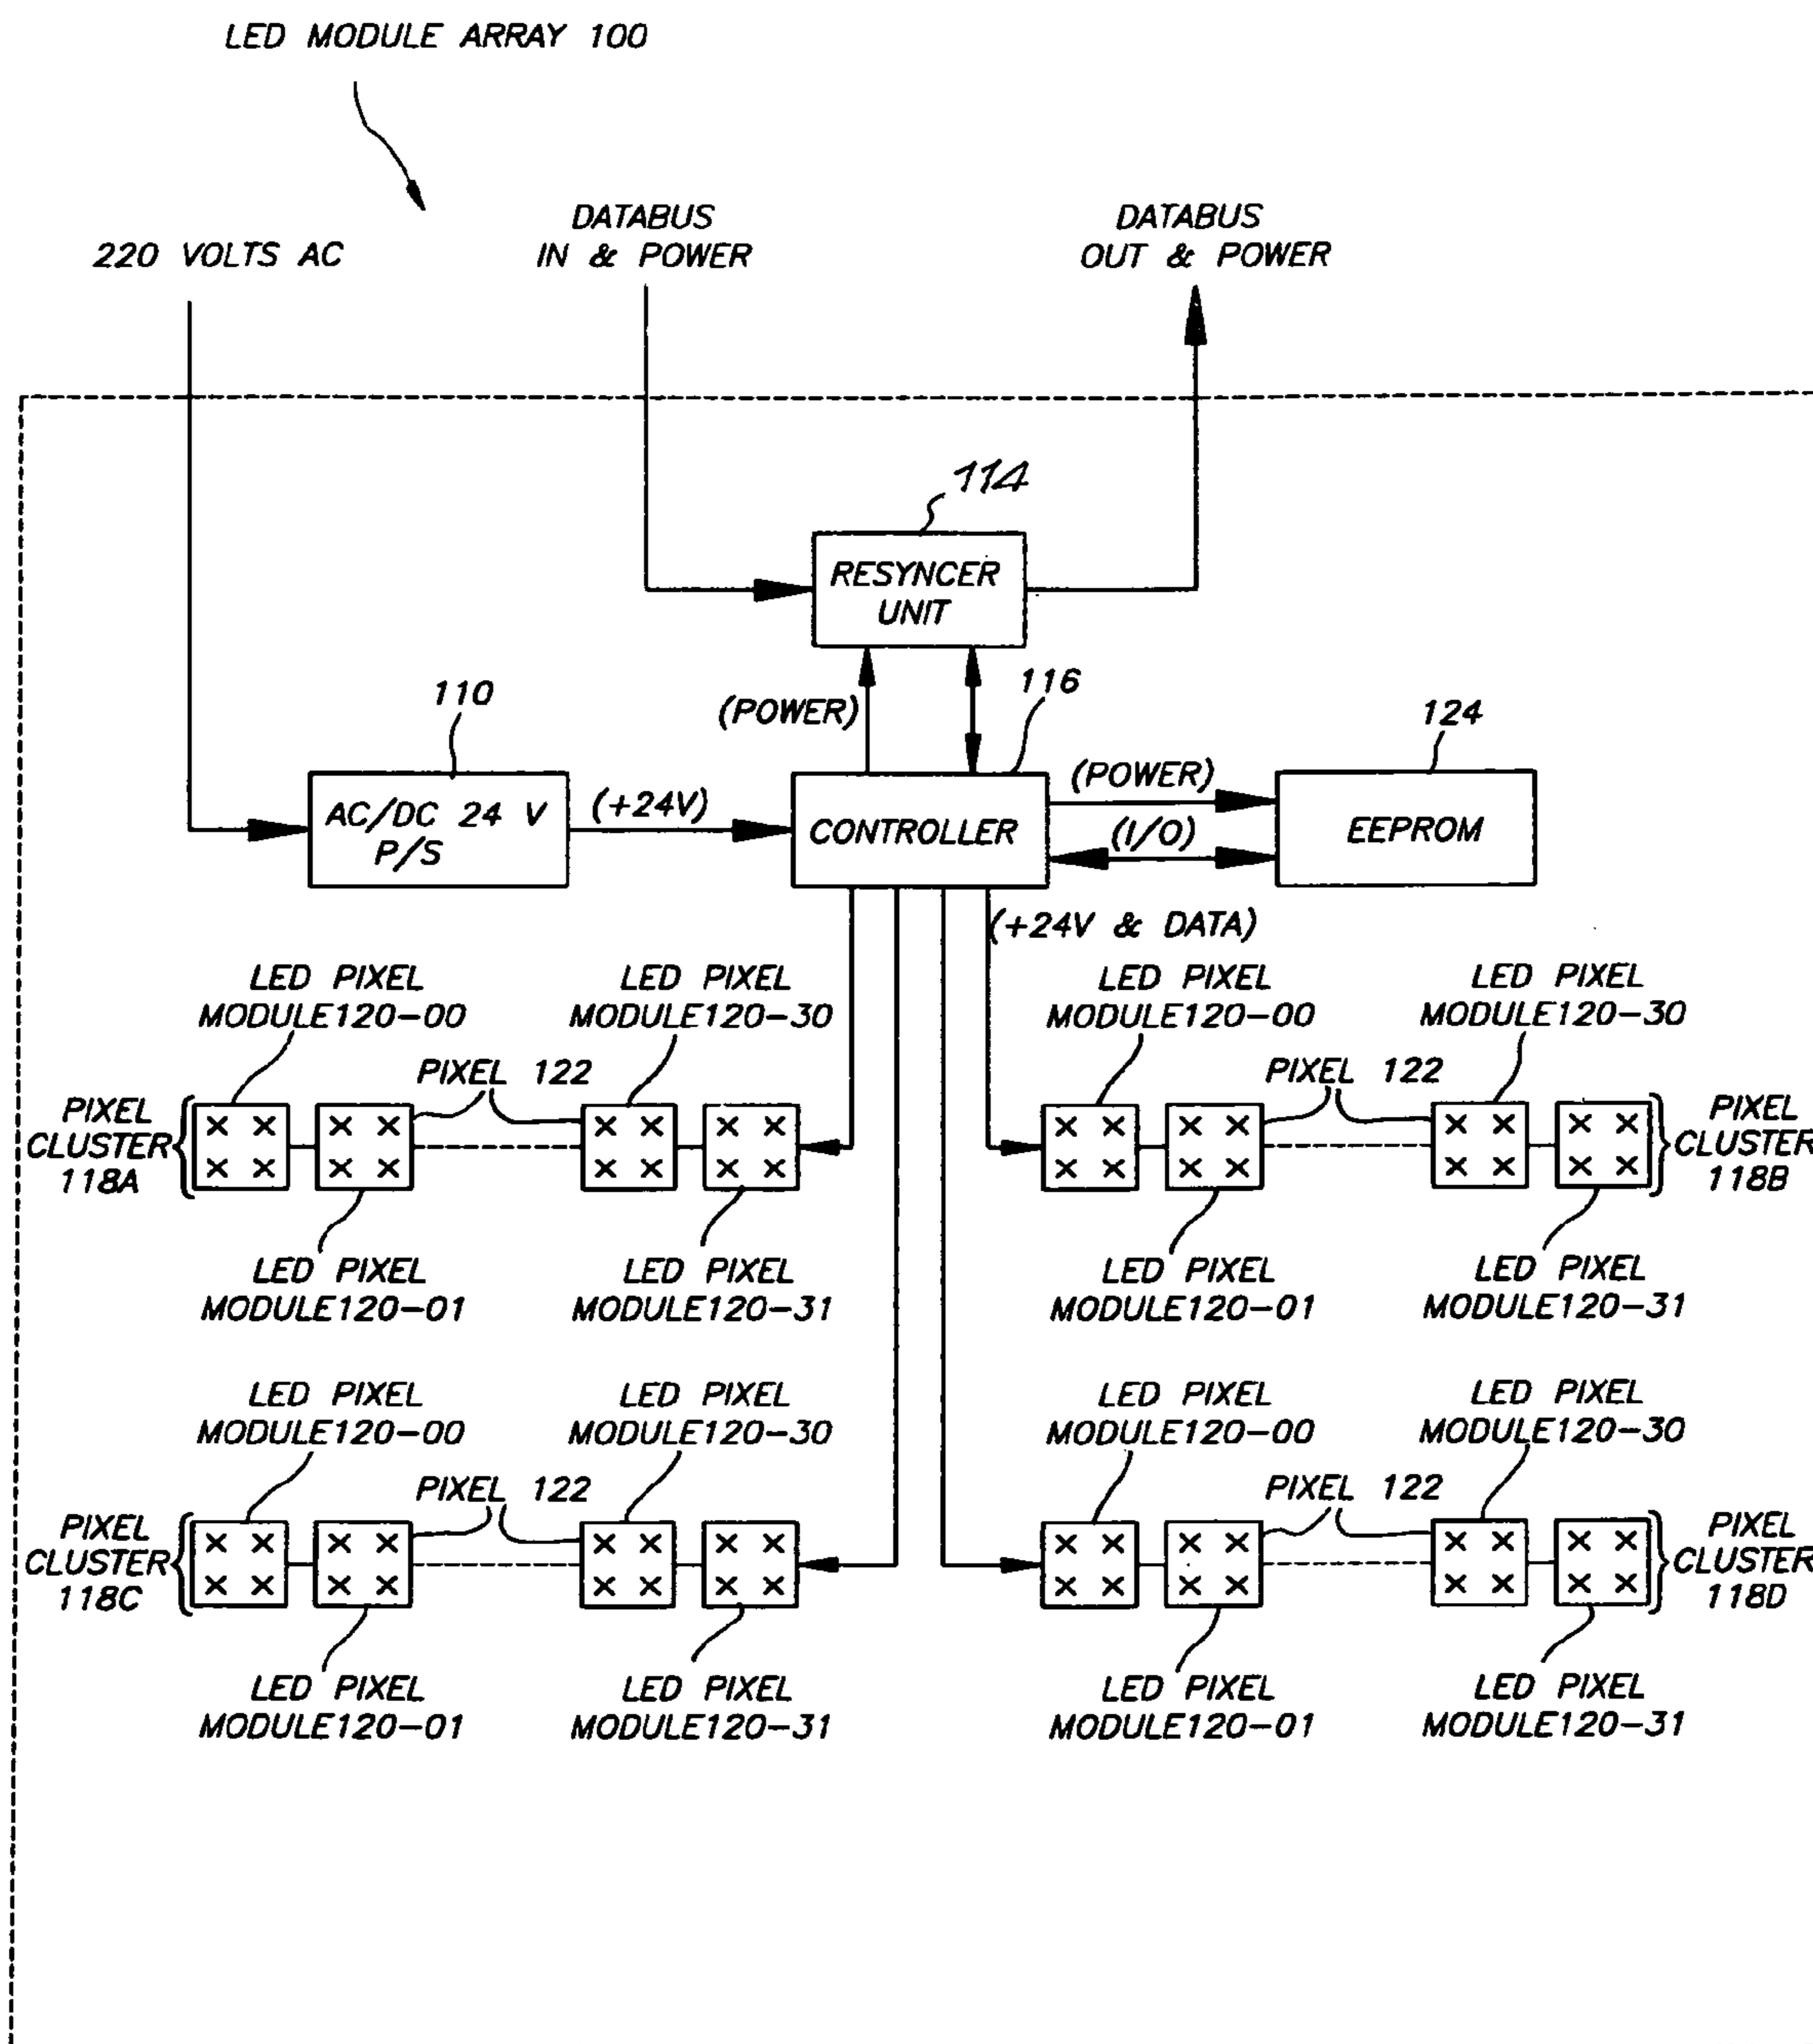 LED MODULE ARRAY 100
220 VOLTS AC
DATABUS
IN & POWER
DATABUS
OUT & POWER
114
RESYNCER
UNIT
110
(POWER)
116
124
AC/DC 24 V
P/S
(+24V)
CONTROLLER
(POWER)
(I/O)
EEPROM
(+24V & DATA)
LED PIXEL
MODULE120-00
LED PIXEL
MODULE120-30
PIXEL 122
PIXEL
CLUSTER
118A
X X
X X
X X
X X
X X
X X
X X
X X
LED PIXEL
MODULE120-01
LED PIXEL
MODULE120-31
LED PIXEL
MODULE120-00
LED PIXEL
MODULE120-30
PIXEL 122
X X
X X
X X
X X
X X
X X
X X
X X
PIXEL
CLUSTER
118B
LED PIXEL
MODULE120-01
LED PIXEL
MODULE120-31
LED PIXEL
MODULE120-00
LED PIXEL
MODULE120-30
PIXEL 122
PIXEL
CLUSTER
118C
X X
X X
X X
X X
X X
X X
X X
X X
LED PIXEL
MODULE120-01
LED PIXEL
MODULE120-31
LED PIXEL
MODULE120-00
LED PIXEL
MODULE120-30
PIXEL 122
X X
X X
X X
X X
X X
X X
X X
X X
PIXEL
CLUSTER
118D
LED PIXEL
MODULE120-01
LED PIXEL
MODULE120-31